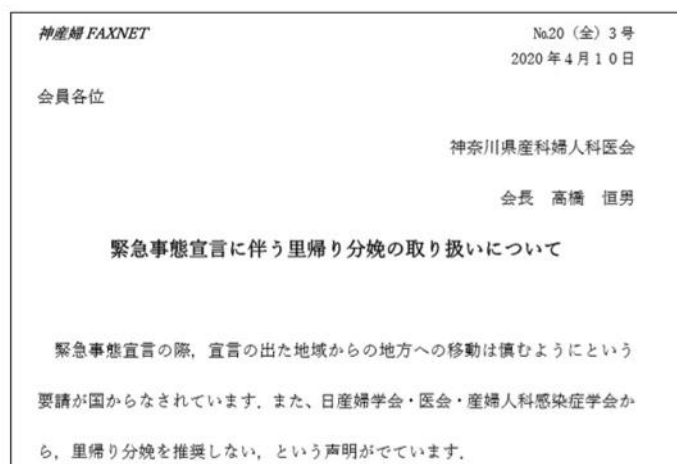 神産婦 FAXNET
№20（全）3号
2020年4月10日
会員各位
神奈川県産科婦人科医会
会長 高橋 恒男
緊急事態宣言に伴う里帰り分娩の取り扱いについて
緊急事態宣言の際，宣言の出た地域からの地方への移動は慎むようにという
要請が国からなされています．また、日産婦学会・医会・産婦人科感染症学会か
ら，里帰り分娩を推奨しない，という声明がでています．